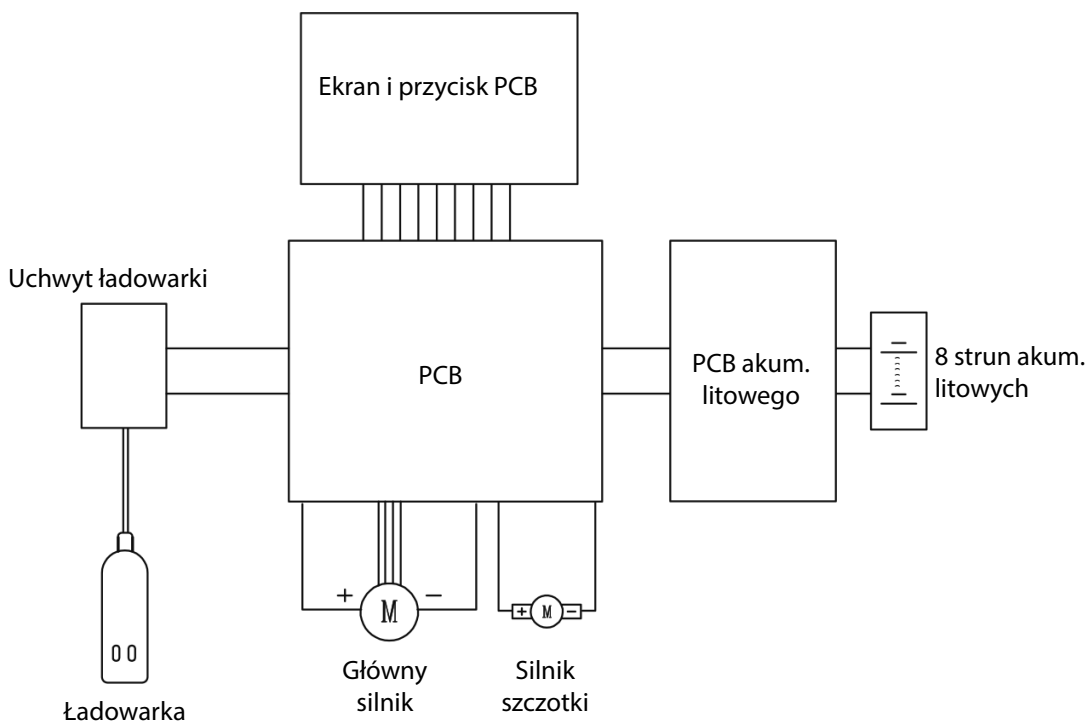 Ekran i przycisk PCB
Uchwyt ładowarki
PCB
PCB akum.
litowego
8 strun akum.
litowych
+
M
−
+
M
−
Główny
silnik
Silnik
szczotki
Ładowarka